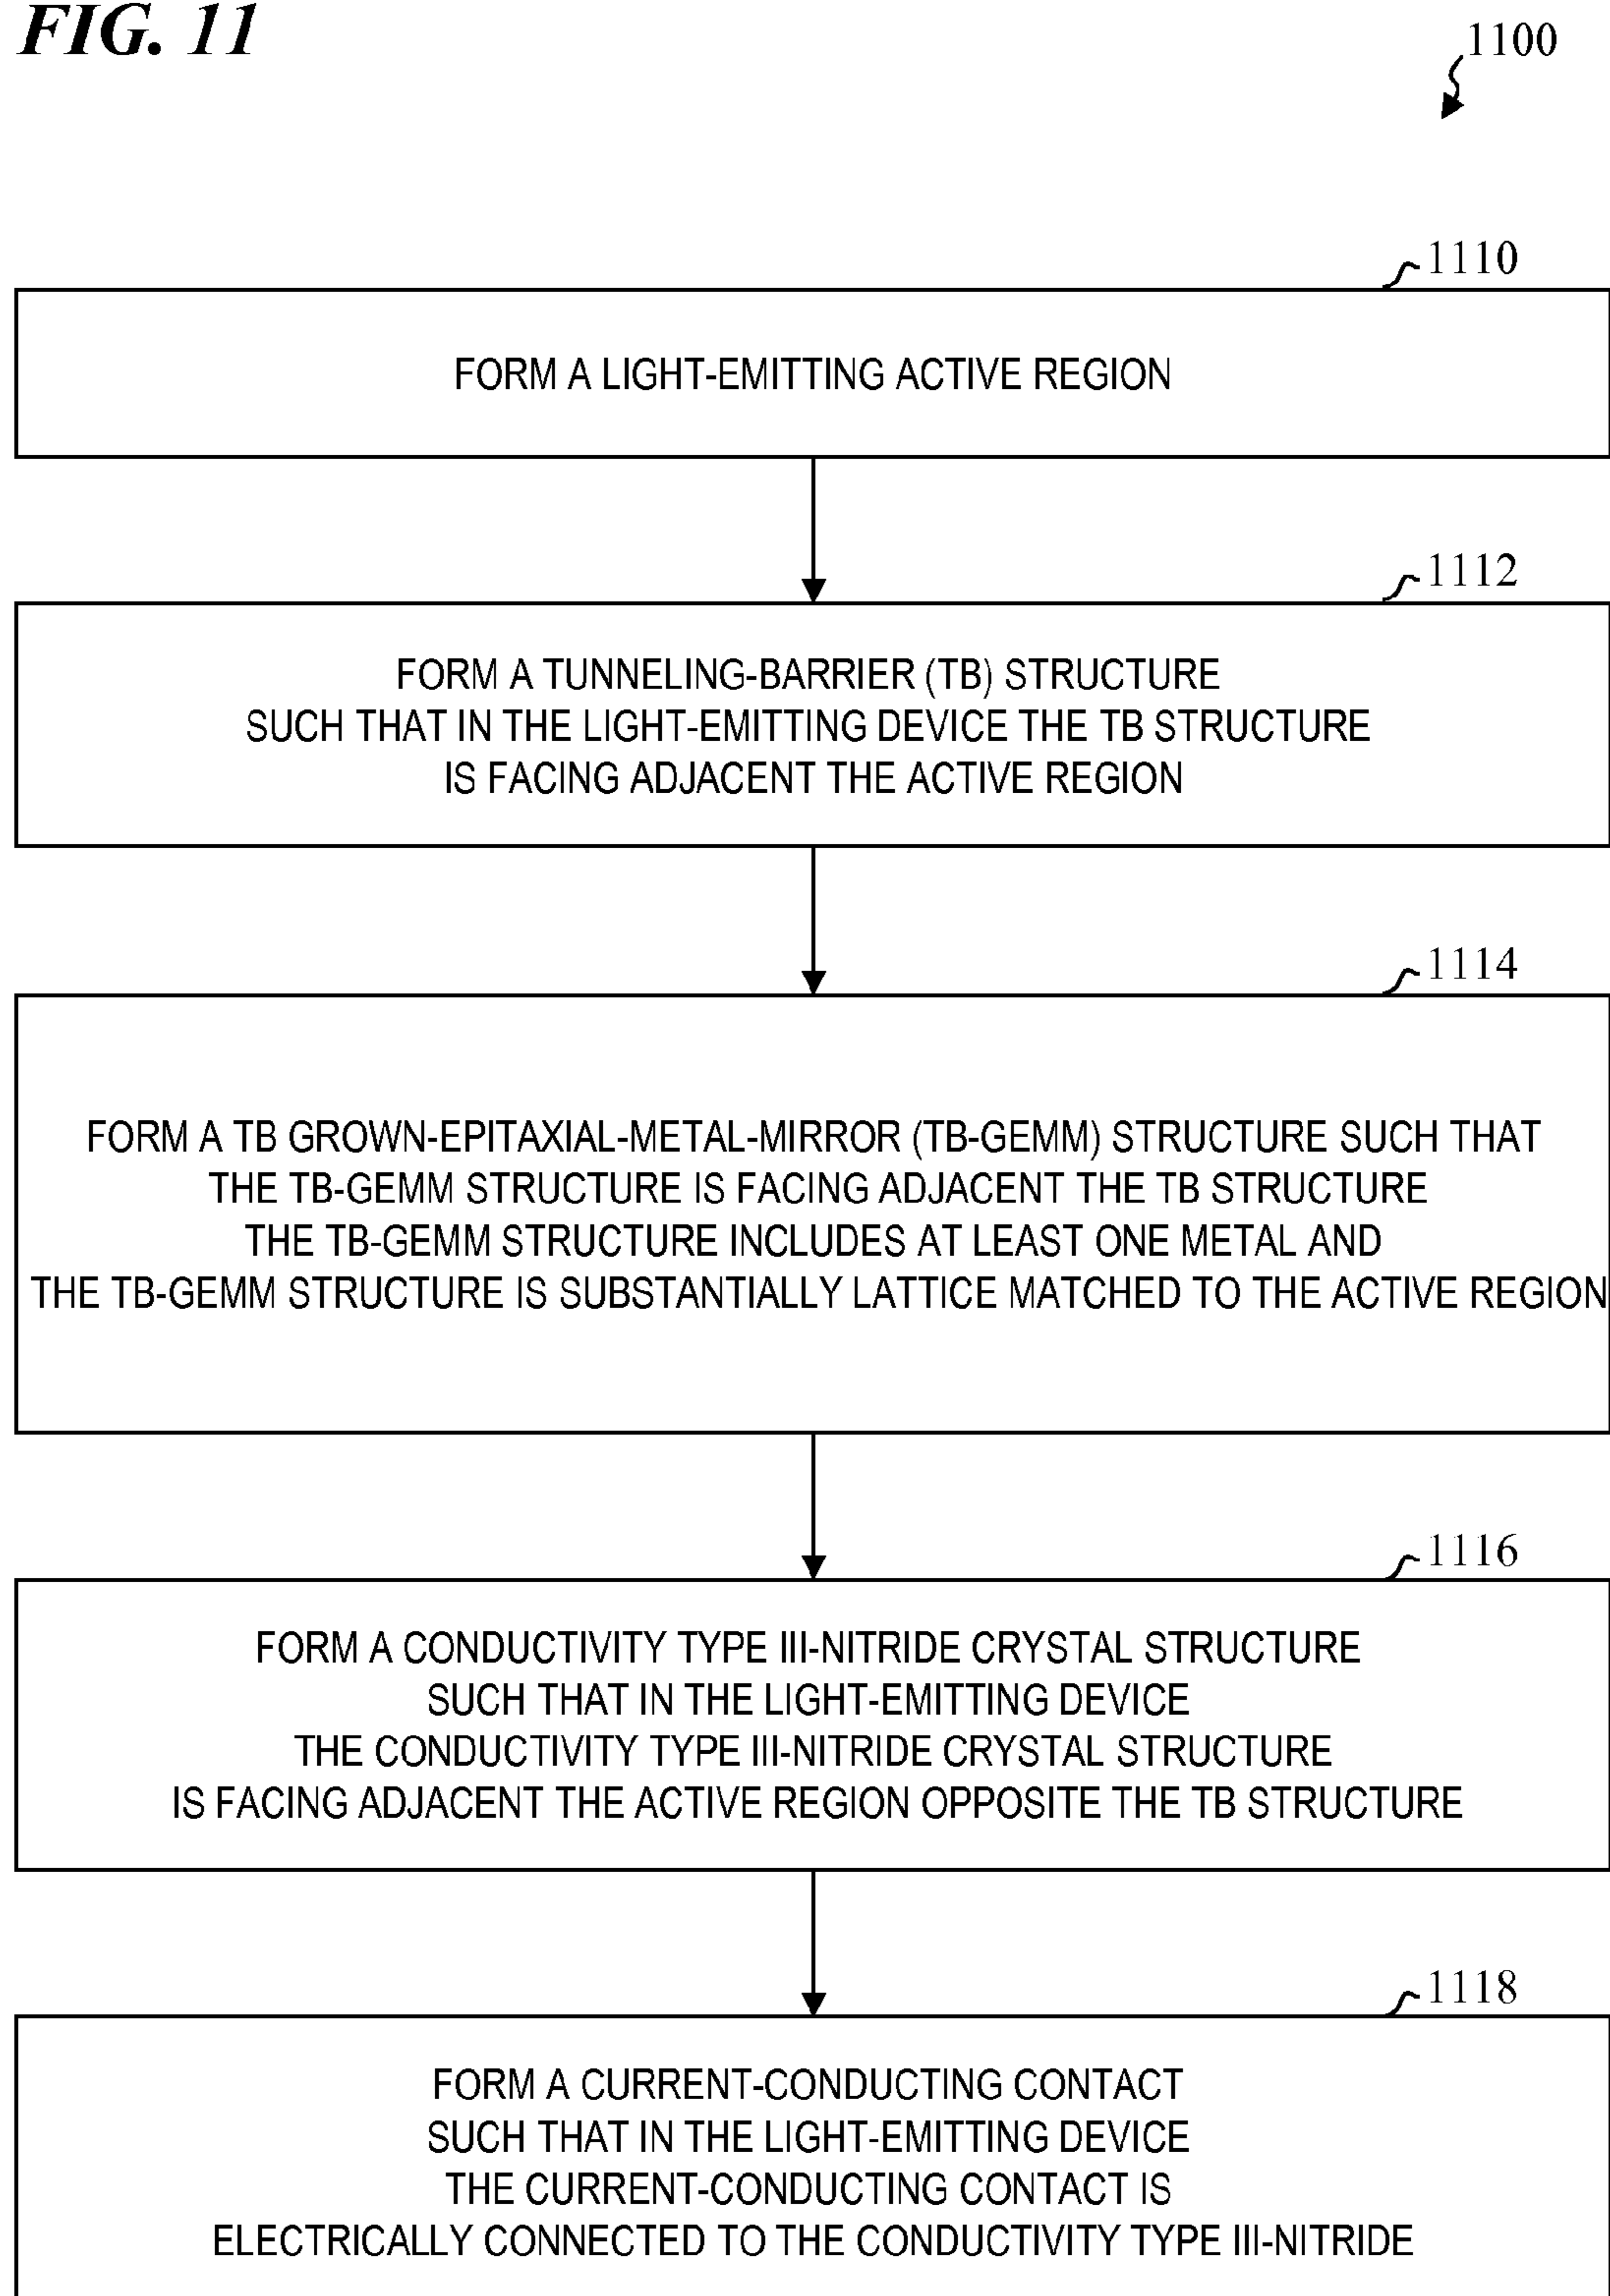 FIG. 11
1100
1110
FORM A LIGHT-EMITTING ACTIVE REGION
1112
FORM A TUNNELING-BARRIER (TB) STRUCTURE
SUCH THAT IN THE LIGHT-EMITTING DEVICE THE TB STRUCTURE
IS FACING ADJACENT THE ACTIVE REGION
1114
FORM A TB GROWN-EPITAXIAL-METAL-MIRROR (TB-GEMM) STRUCTURE SUCH THAT
THE TB-GEMM STRUCTURE IS FACING ADJACENT THE TB STRUCTURE
THE TB-GEMM STRUCTURE INCLUDES AT LEAST ONE METAL AND
THE TB-GEMM STRUCTURE IS SUBSTANTIALLY LATTICE MATCHED TO THE ACTIVE REGION
1116
FORM A CONDUCTIVITY TYPE III-NITRIDE CRYSTAL STRUCTURE
SUCH THAT IN THE LIGHT-EMITTING DEVICE
THE CONDUCTIVITY TYPE III-NITRIDE CRYSTAL STRUCTURE
IS FACING ADJACENT THE ACTIVE REGION OPPOSITE THE TB STRUCTURE
1118
FORM A CURRENT-CONDUCTING CONTACT
SUCH THAT IN THE LIGHT-EMITTING DEVICE
THE CURRENT-CONDUCTING CONTACT IS
ELECTRICALLY CONNECTED TO THE CONDUCTIVITY TYPE III-NITRIDE